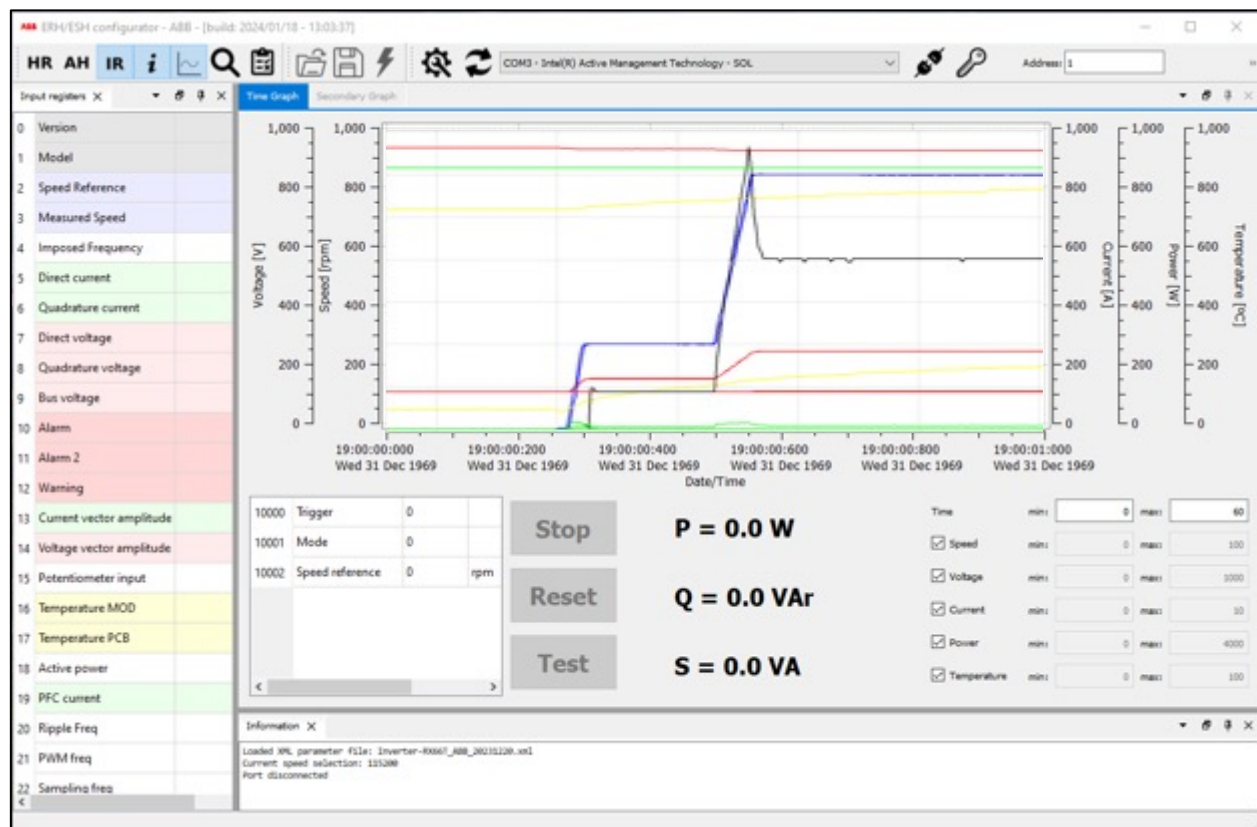 ABB ERH/ESH configurator - ABB - [build: 2024/01/18 - 13:03:37]
HR AH IR i COM3 - Intel(R) Active Management Technology - SOL Address: 1
Input registers
0 Version
1 Model
2 Speed Reference
3 Measured Speed
4 Imposed Frequency
5 Direct current
6 Quadrature current
7 Direct voltage
8 Quadrature voltage
9 Bus voltage
10 Alarm
11 Alarm 2
12 Warning
13 Current vector amplitude
14 Voltage vector amplitude
15 Potentiometer input
16 Temperature MOD
17 Temperature PCB
18 Active power
19 PFC current
20 Ripple Freq
21 PWM freq
22 Sampling freq
Time Graph Secondary Graph
1,000 1,000 1,000 1,000 1,000
800 800 800 800 800
600 600 600 600 600
400 400 400 400 400
200 200 200 200 200
0 0 0 0 0
Voltage [V]
Speed [rpm]
Current [A]
Power [W]
Temperature [ºC]
19:00:00:000 19:00:00:200 19:00:00:400 19:00:00:600 19:00:00:800 19:00:01:000
Wed 31 Dec 1969 Wed 31 Dec 1969 Wed 31 Dec 1969 Wed 31 Dec 1969 Wed 31 Dec 1969 Wed 31 Dec 1969
Date/Time
10000 Trigger 0
10001 Mode 0
10002 Speed reference 0 rpm
Stop
Reset
Test
P = 0.0 W
Q = 0.0 VAr
S = 0.0 VA
Time min: 0 max: 60
Speed min: 0 max: 100
Voltage min: 0 max: 1000
Current min: 0 max: 10
Power min: 0 max: 4000
Temperature min: 0 max: 100
Information
Loaded XML parameter file: Inverter-RX66T_ABB_20231220.xml
Current speed selection: 115200
Port disconnected